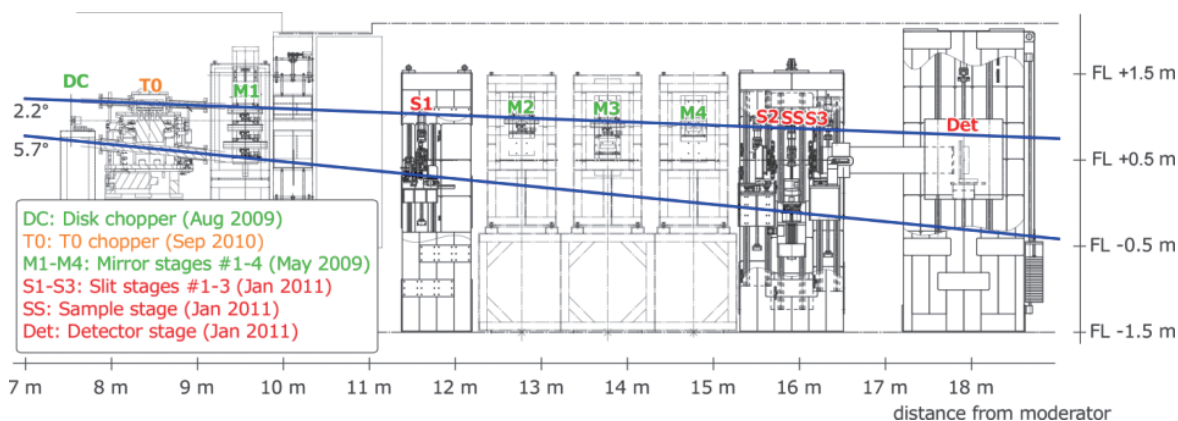 DC
T0
M1
S1
M2
M3
M4
S2
SS
S3
Det
2.2°
5.7°
FL +1.5 m
FL +0.5 m
FL -0.5 m
FL -1.5 m
DC: Disk chopper (Aug 2009)
T0: T0 chopper (Sep 2010)
M1-M4: Mirror stages #1-4 (May 2009)
S1-S3: Slit stages #1-3 (Jan 2011)
SS: Sample stage (Jan 2011)
Det: Detector stage (Jan 2011)
7 m 8 m 9 m 10 m 11 m 12 m 13 m 14 m 15 m 16 m 17 m 18 m
distance from moderator